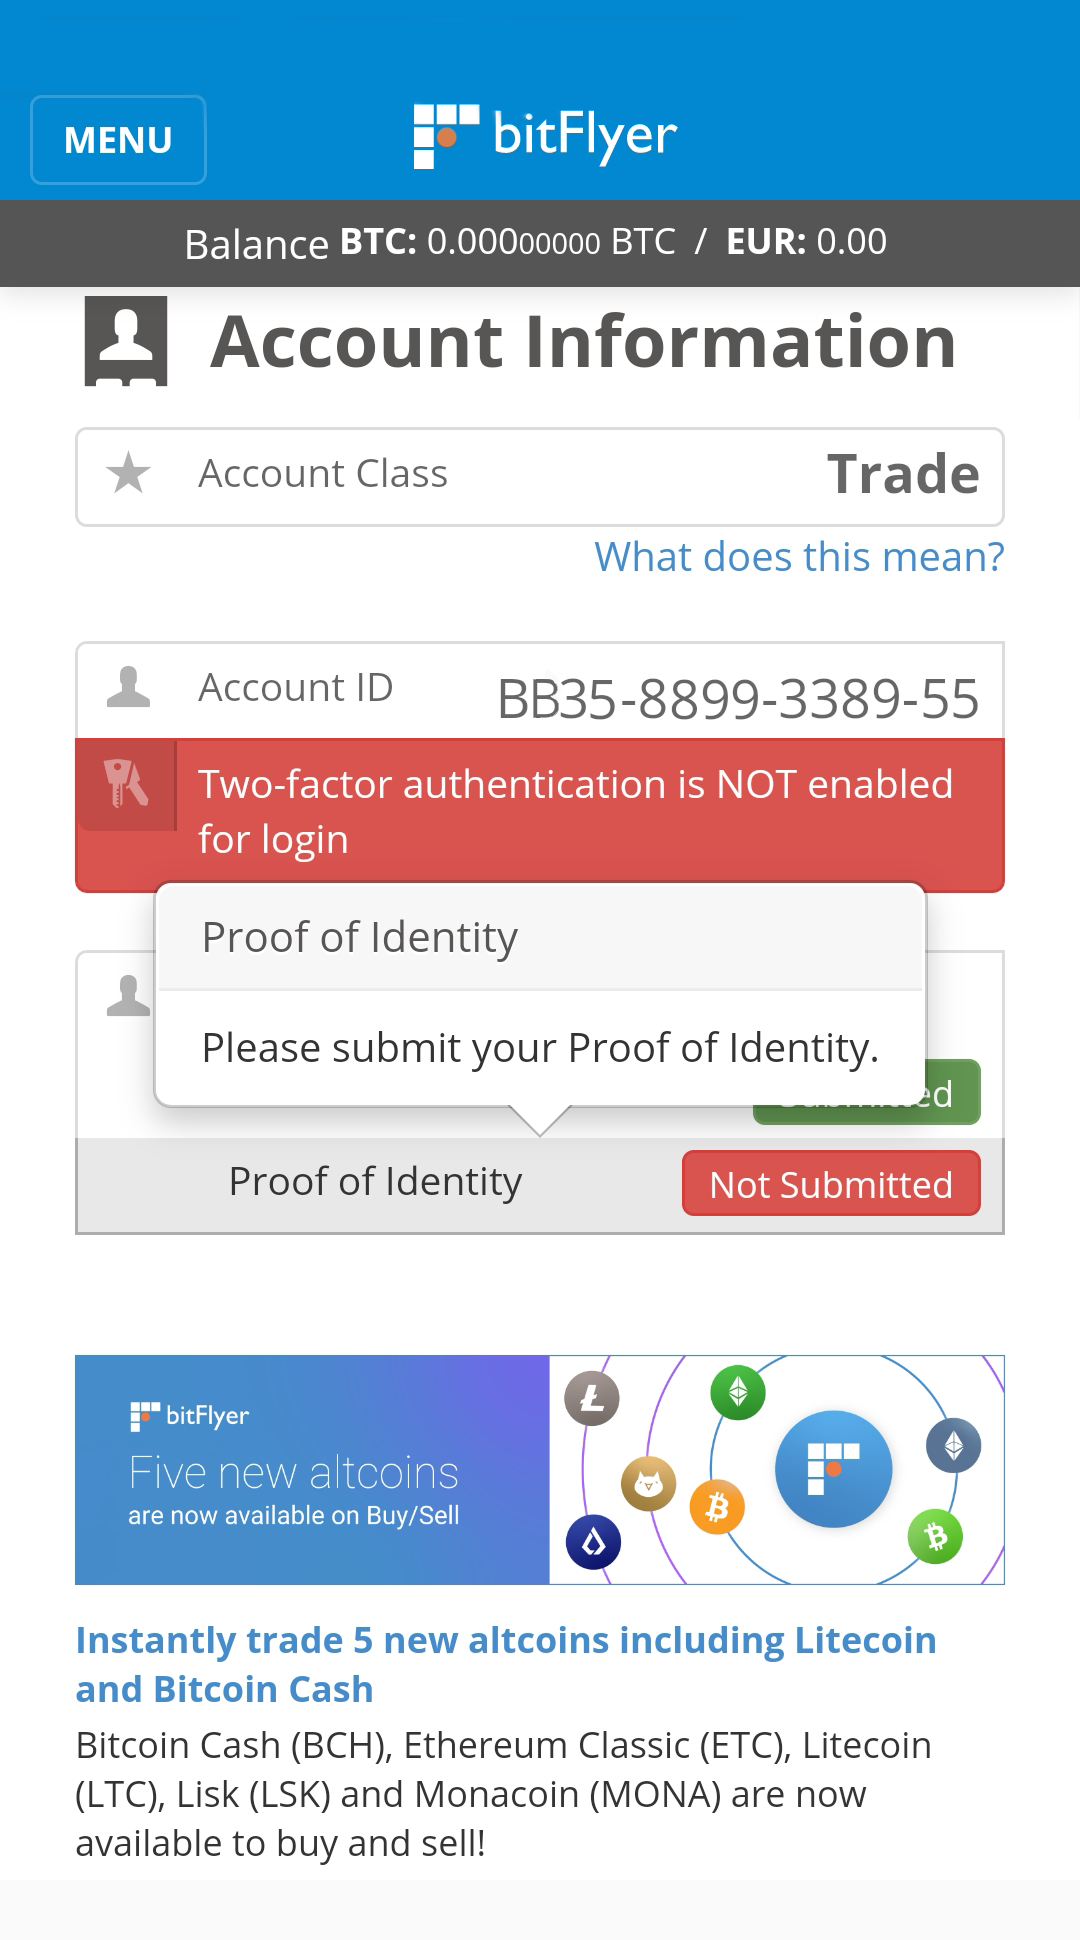 MENU
bitFlyer
Balance BTC: 0.00000000 BTC / EUR: 0.00
Account Information
Account Class
Trade
What does this mean?
Account ID
BB35-8899-3389-55
Two-factor authentication is NOT enabled
for login
Proof of Identity
Please submit your Proof of Identity.
Proof of Identity
Not Submitted
bitFlyer
Five new altcoins
are now available on Buy/Sell
Instantly trade 5 new altcoins including Litecoin
and Bitcoin Cash
Bitcoin Cash (BCH), Ethereum Classic (ETC), Litecoin
(LTC), Lisk (LSK) and Monacoin (MONA) are now
available to buy and sell!